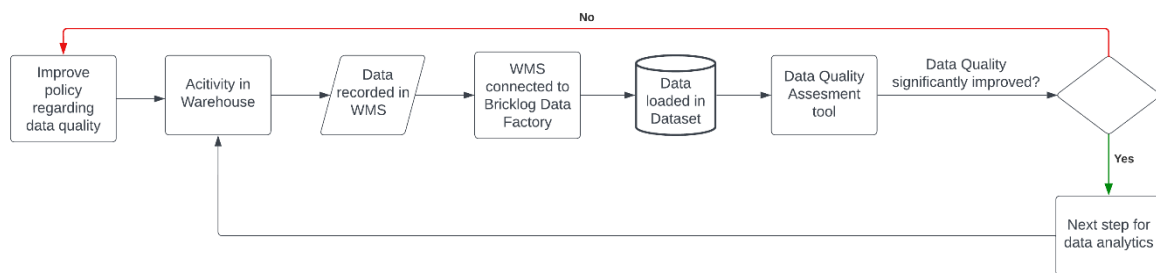 No
Improve
policy
regarding
data quality
Acitivity in
Warehouse
Data
recorded in
WMS
WMS
connected to
Bricklog Data
Factory
Data
loaded in
Dataset
Data Quality
Assesment
tool
Data Quality
significantly improved?
Yes
Next step for
data analytics